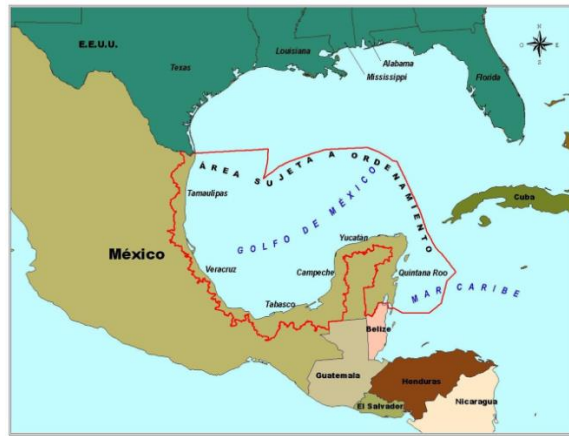 E.E.U.U.
Texas
Louisiana
Alabama
Mississippi
Florida
N
O
E
S
ÁREA SUJETA A ORDENAMIENTO
Tamaulipas
GOLFO DE MÉXICO
Cuba
México
Yucatán
Veracruz
Campeche
Quintana Roo
MAR CARIBE
Tabasco
Belize
Guatemala
Honduras
El Salvador
Nicaragua